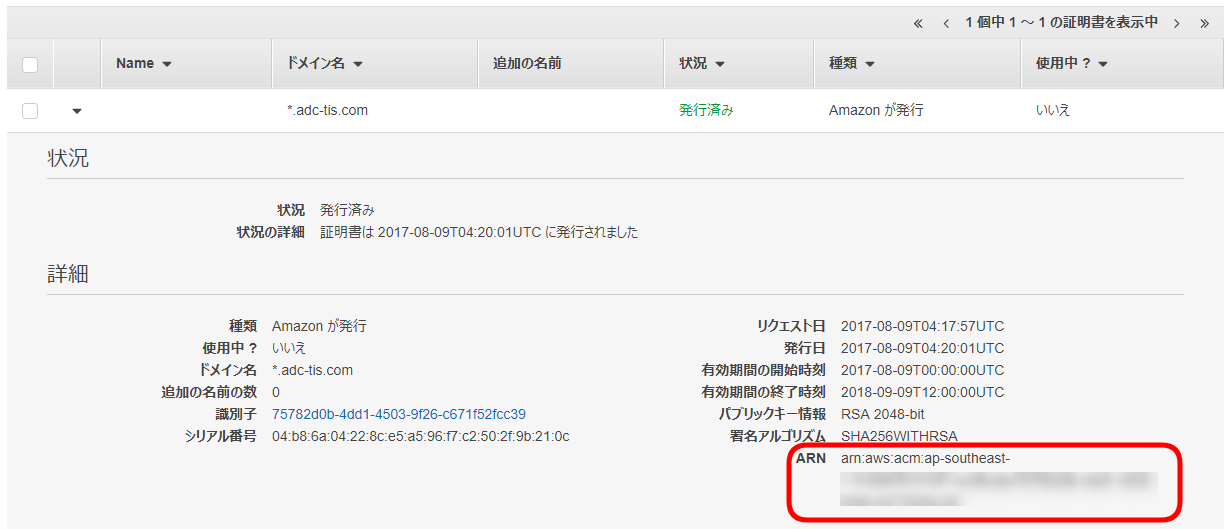 « ‹ 1 個中 1 ～ 1 の証明書を表示中 › »
Name ドメイン名 追加の名前 状況 種類 使用中 ?
*.adc-tis.com 発行済み Amazon が発行 いいえ
状況
状況 発行済み
状況の詳細 証明書は 2017-08-09T04:20:01UTC に発行されました
詳細
種類 Amazon が発行 リクエスト日 2017-08-09T04:17:57UTC
使用中 ? いいえ 発行日 2017-08-09T04:20:01UTC
ドメイン名 *.adc-tis.com 有効期間の開始時刻 2017-08-09T00:00:00UTC
追加の名前の数 0 有効期間の終了時刻 2018-09-09T12:00:00UTC
識別子 75782d0b-4dd1-4503-9f26-c671f52fcc39 パブリックキー情報 RSA 2048-bit
シリアル番号 04:b8:6a:04:22:8c:e5:a5:96:f7:c2:50:2f:9b:21:0c 署名アルゴリズム SHA256WITHRSA
ARN arn:aws:acm:ap-southeast-